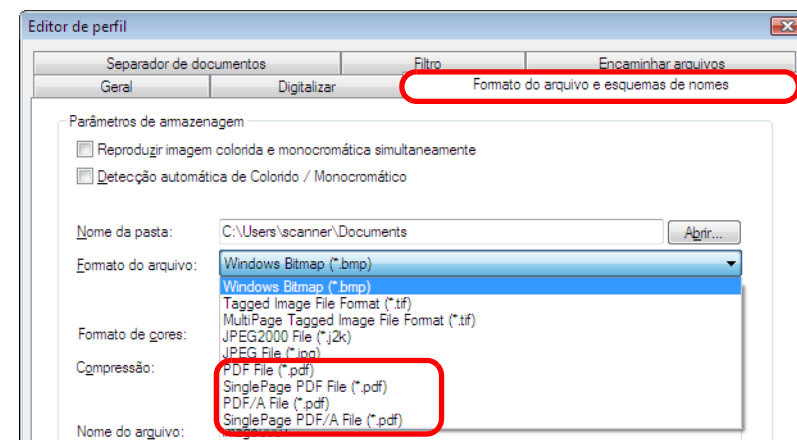 Editor de perfil
Separador de documentos Filtro Encaminhar arquivos
Geral Digitalizar Formato do arquivo e esquemas de nomes
Parâmetros de armazenagem
Reproduzir imagem colorida e monocromática simultaneamente
Detecção automática de Colorido / Monocromático
Nome da pasta: C:\Users\scanner\Documents Abrir...
Formato do arquivo: Windows Bitmap (*.bmp)
Windows Bitmap (*.bmp)
Tagged Image File Format (*.tif)
MultiPage Tagged Image File Format (*.tif)
Formato de cores: JPEG2000 File (*.j2k)
JPEG File (*.jpg)
Compressão: PDF File (*.pdf)
SinglePage PDF File (*.pdf)
PDF/A File (*.pdf)
SinglePage PDF/A File (*.pdf)
Nome do arquivo: